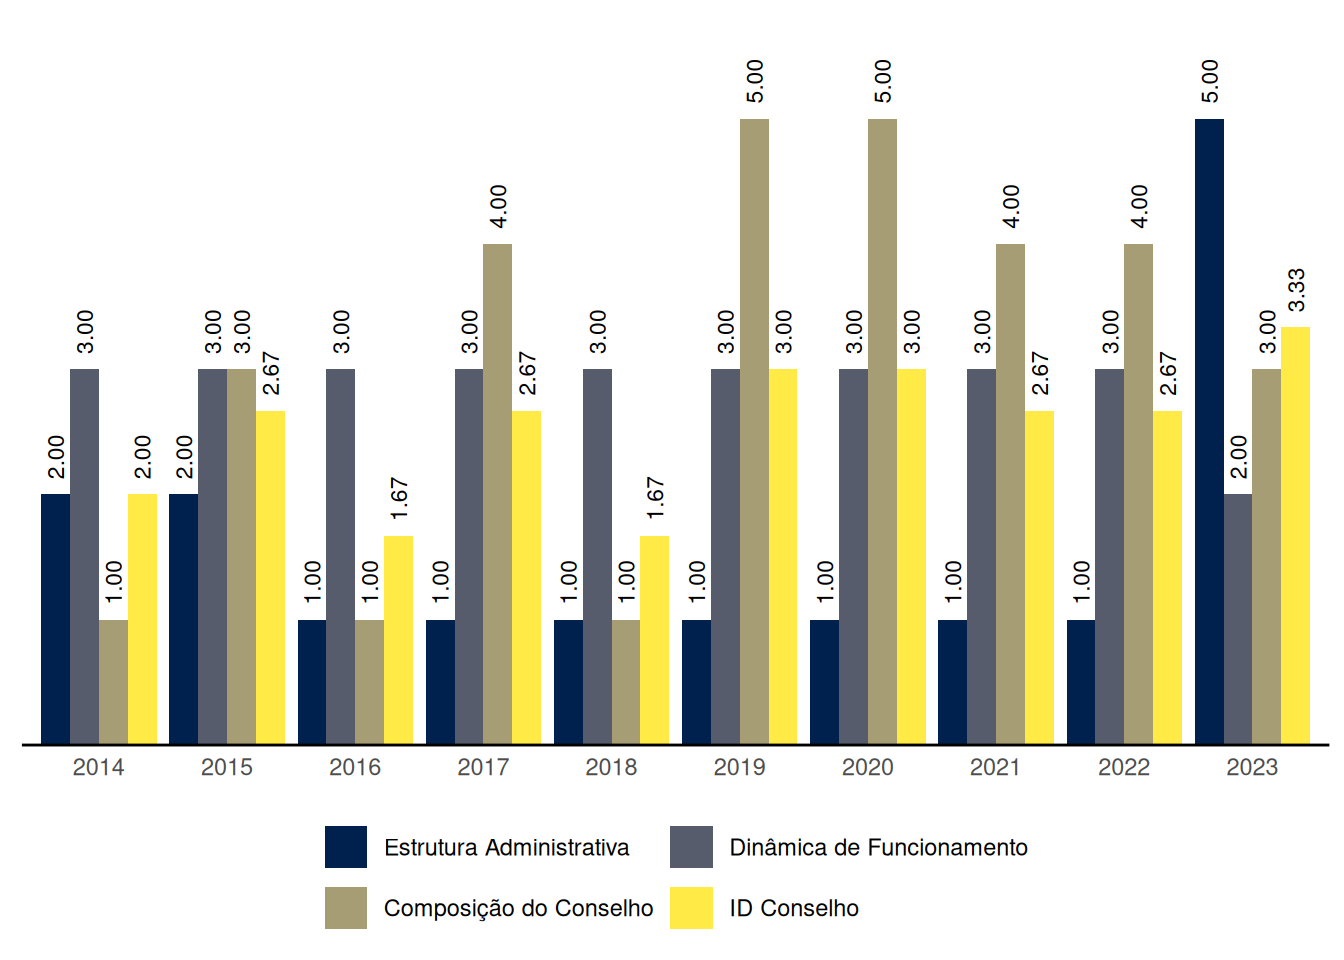 2.00 3.00 1.00 2.00 2.00 3.00 3.00 2.67 1.00 3.00 1.00 1.67 1.00 3.00 4.00 2.67 1.00 3.00 1.00 1.67 1.00 3.00 5.00 3.00 1.00 3.00 5.00 3.00 1.00 3.00 4.00 2.67 1.00 3.00 4.00 2.67 5.00 2.00 3.00 3.33
2014 2015 2016 2017 2018 2019 2020 2021 2022 2023
Estrutura Administrativa Dinâmica de Funcionamento
Composição do Conselho ID Conselho